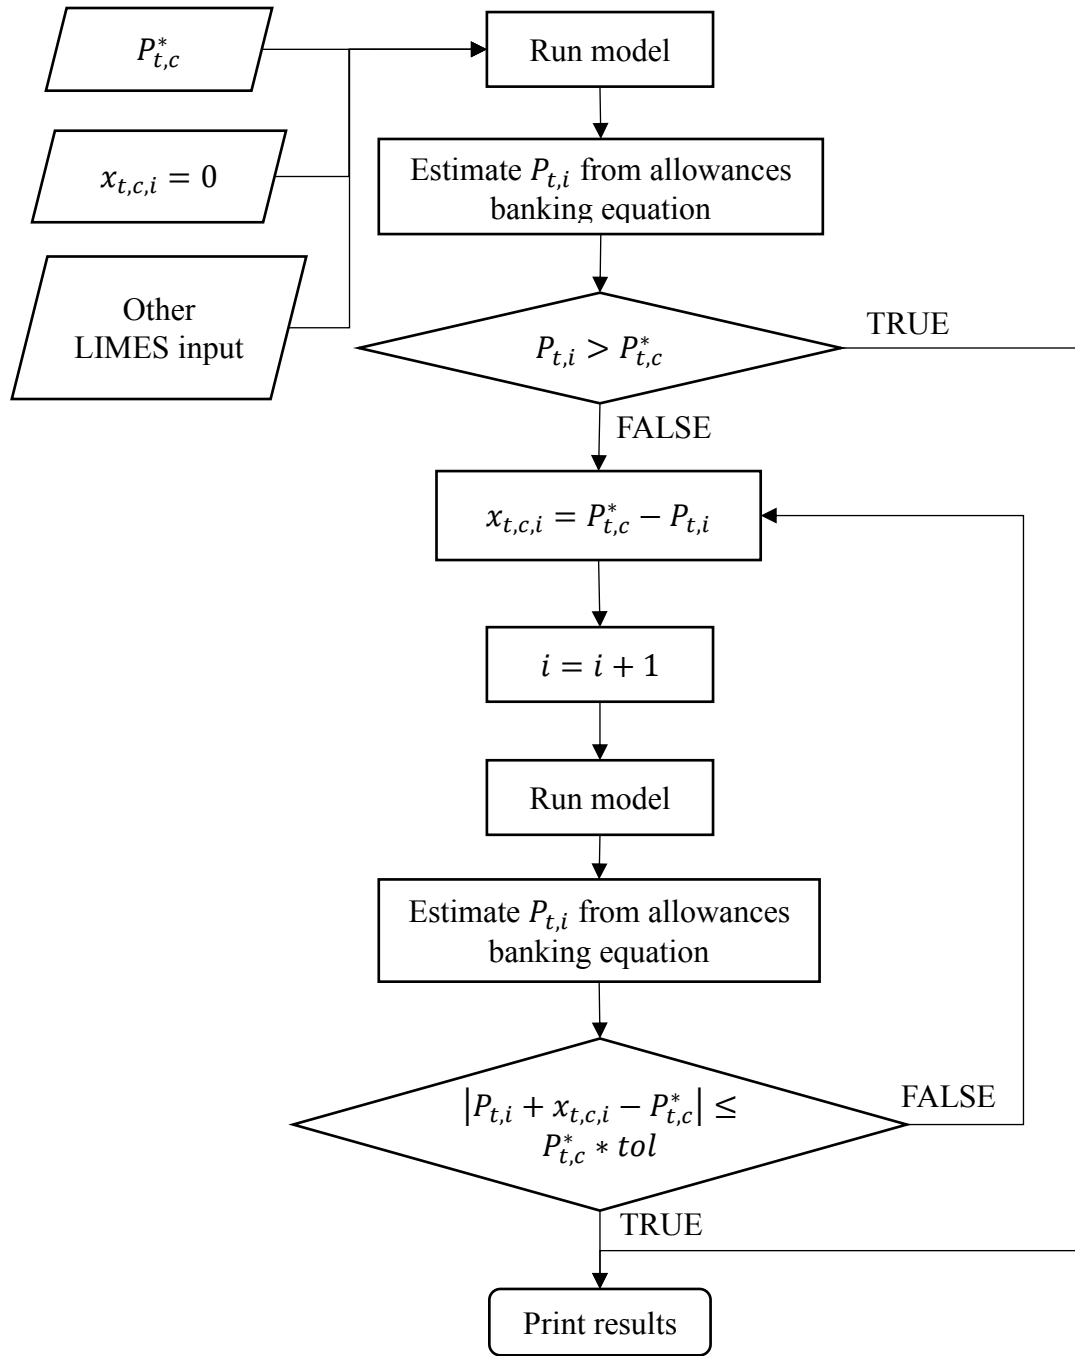 $P^*_{t,c}$
Run model
$x_{t,c,i} = 0$
Estimate $P_{t,i}$ from allowances
banking equation
Other
LIMES input
$P_{t,i} > P^*_{t,c}$
TRUE
FALSE
$x_{t,c,i} = P^*_{t,c} - P_{t,i}$
$i = i + 1$
Run model
Estimate $P_{t,i}$ from allowances
banking equation
$|P_{t,i} + x_{t,c,i} - P^*_{t,c}| \leq$
$P^*_{t,c} * tol$
FALSE
TRUE
Print results